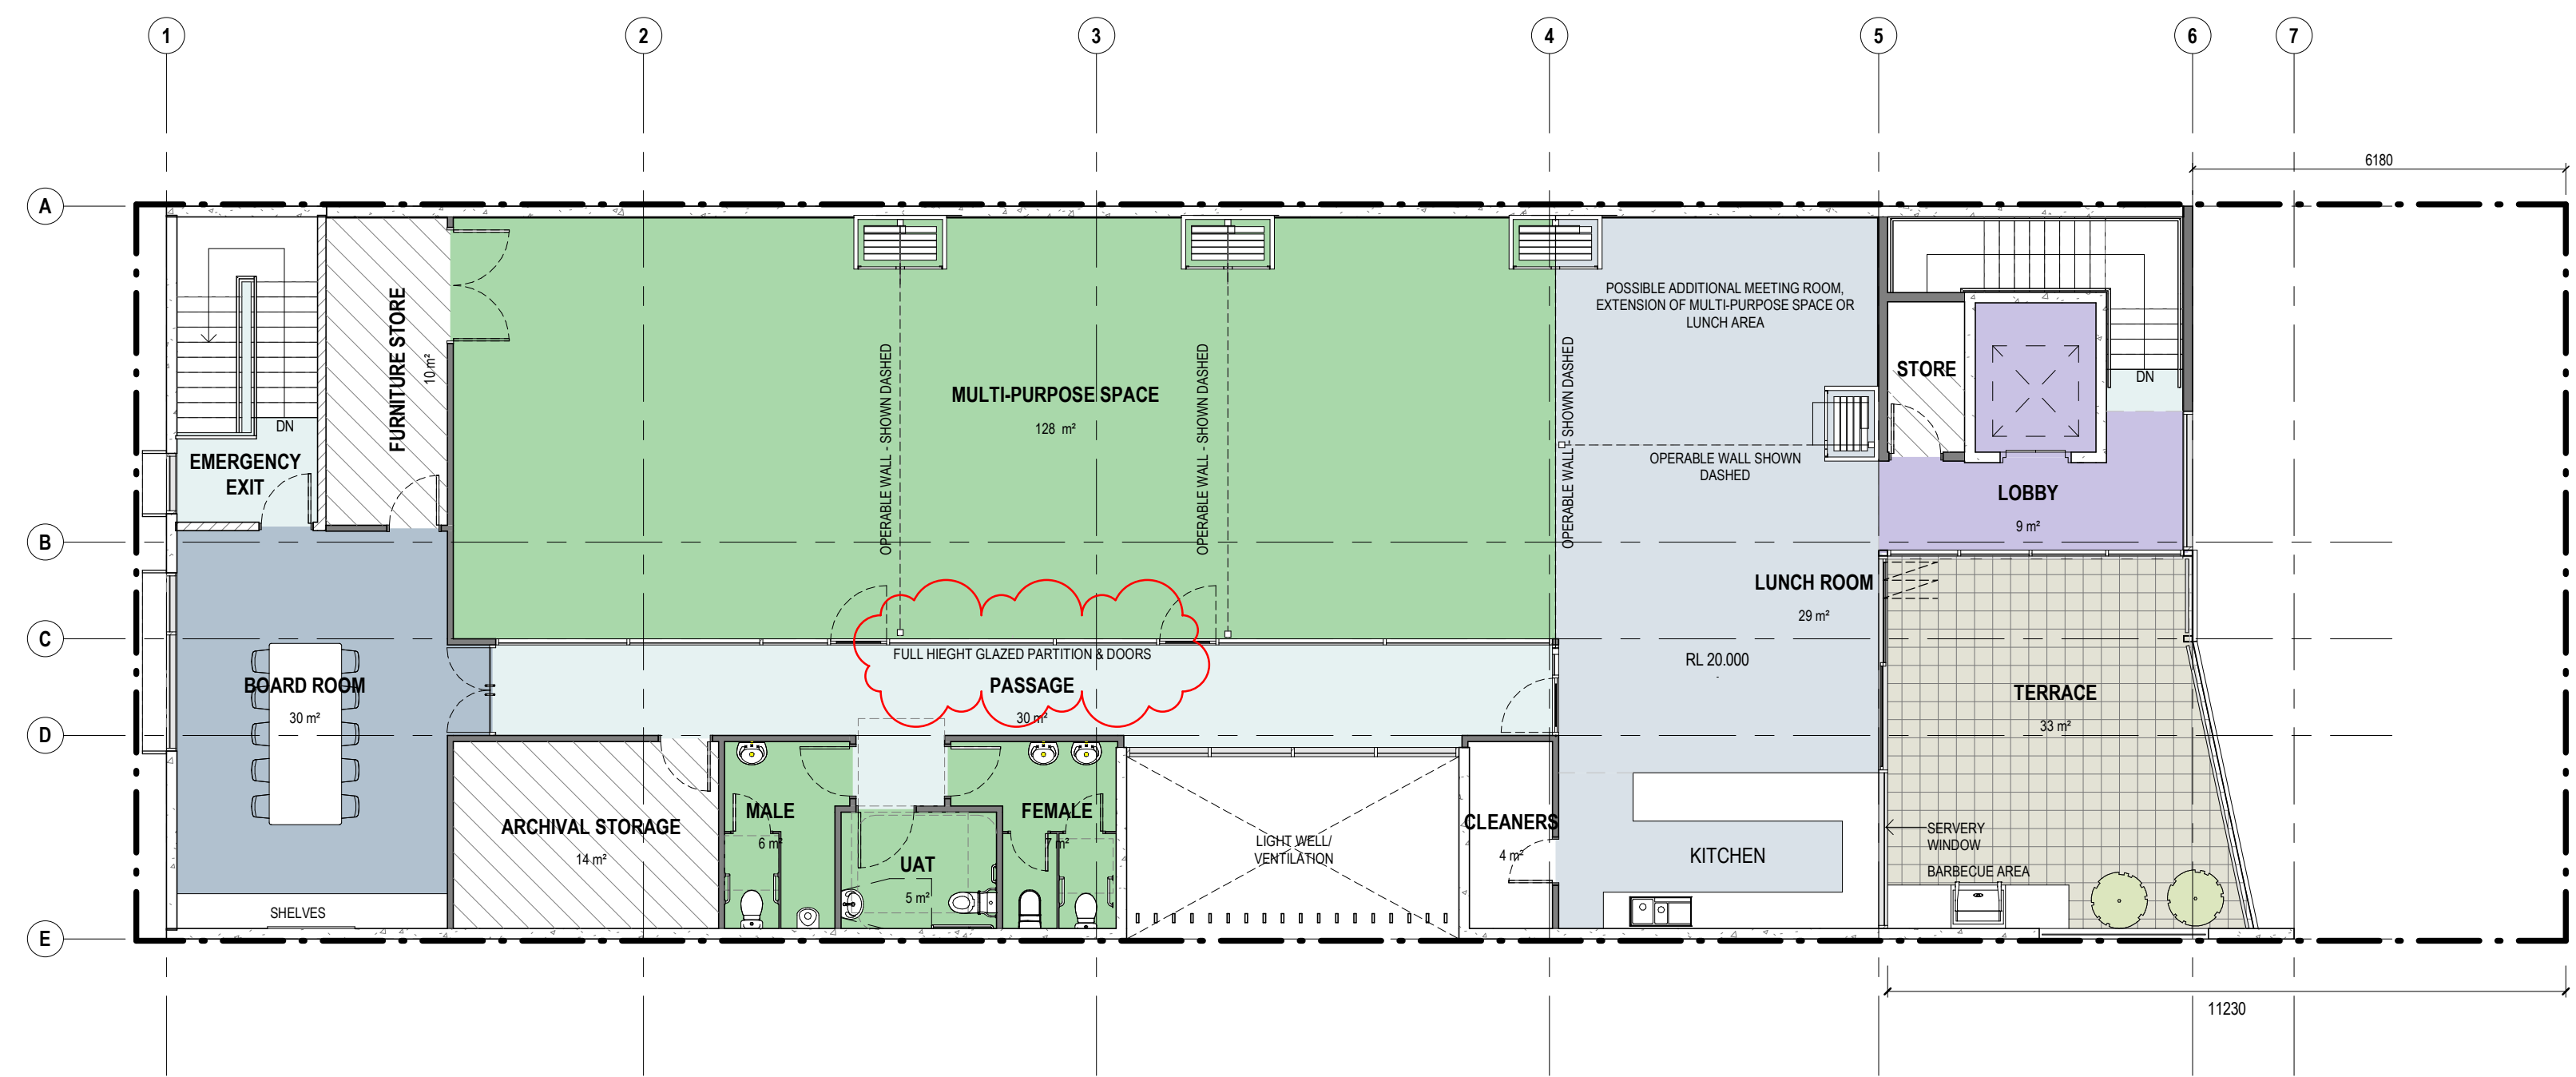 1
2
3
4
5
6
7
6180
A
B
C
D
E
FURNITURE STORE
10 m²
DN
EMERGENCY
EXIT
OPERABLE WALL - SHOWN DASHED
MULTI-PURPOSE SPACE
128 m²
OPERABLE WALL - SHOWN DASHED
OPERABLE WALL - SHOWN DASHED
POSSIBLE ADDITIONAL MEETING ROOM,
EXTENSION OF MULTI-PURPOSE SPACE OR
LUNCH AREA
OPERABLE WALL SHOWN
DASHED
STORE
DN
LOBBY
9 m²
LUNCH ROOM
29 m²
RL 20.000
FULL HIEGHT GLAZED PARTITION & DOORS
PASSAGE
30 m²
BOARD ROOM
30 m²
TERRACE
33 m²
SHELVES
ARCHIVAL STORAGE
14 m²
MALE
6 m²
UAT
5 m²
FEMALE
7 m²
LIGHT WELL/
VENTILATION
CLEANERS
4 m²
KITCHEN
SERVERY
WINDOW
BARBECUE AREA
11230